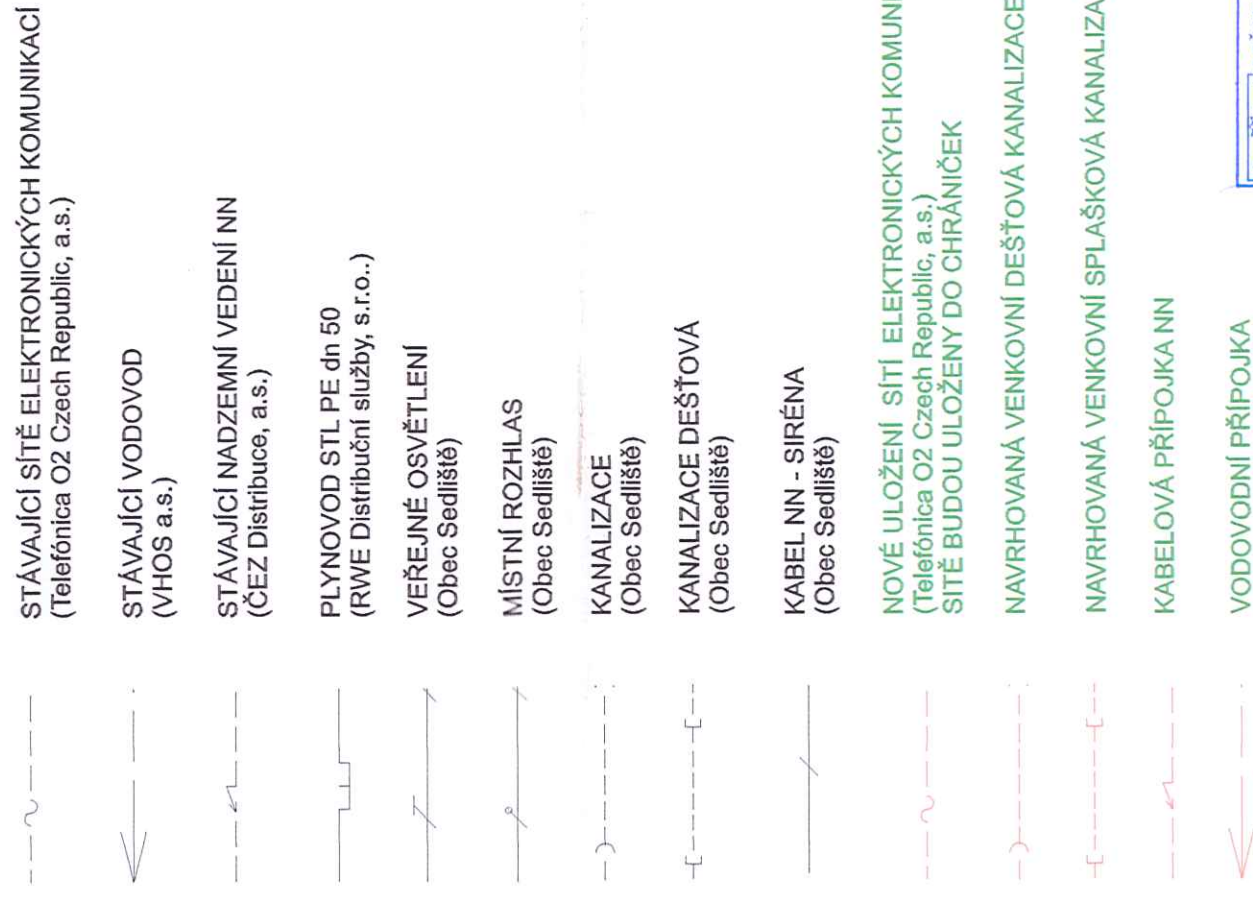 STÁVAJÍCÍ SÍTĚ ELEKTRONICKÝCH KOMUNIKACÍ
(Telefónica O2 Czech Republic, a.s.)
STÁVAJÍCÍ VODOVOD
(VHOS a.s.)
STÁVAJÍCÍ NADZEMNÍ VEDENÍ NN
(ČEZ Distribuce, a.s.)
PLYNOVOD STL PE dn 50
(RWE Distribuční služby, s.r.o..)
VEŘEJNÉ OSVĚTLENÍ
(Obec Sedliště)
MÍSTNÍ ROZHLAS
(Obec Sedliště)
KANALIZACE
(Obec Sedliště)
KANALIZACE DEŠŤOVÁ
(Obec Sedliště)
KABEL NN - SIRÉNA
(Obec Sedliště)
NOVÉ ULOŽENÍ SÍTÍ ELEKTRONICKÝCH KOMUNI
(Telefónica O2 Czech Republic, a.s.)
SÍTĚ BUDOU ULOŽENY DO CHRÁNIČEK
NAVRHOVANÁ VENKOVNÍ DEŠŤOVÁ KANALIZACE
NAVRHOVANÁ VENKOVNÍ SPLAŠKOVÁ KANALIZA
KABELOVÁ PŘÍPOJKA NN
VODOVODNÍ PŘÍPOJKA